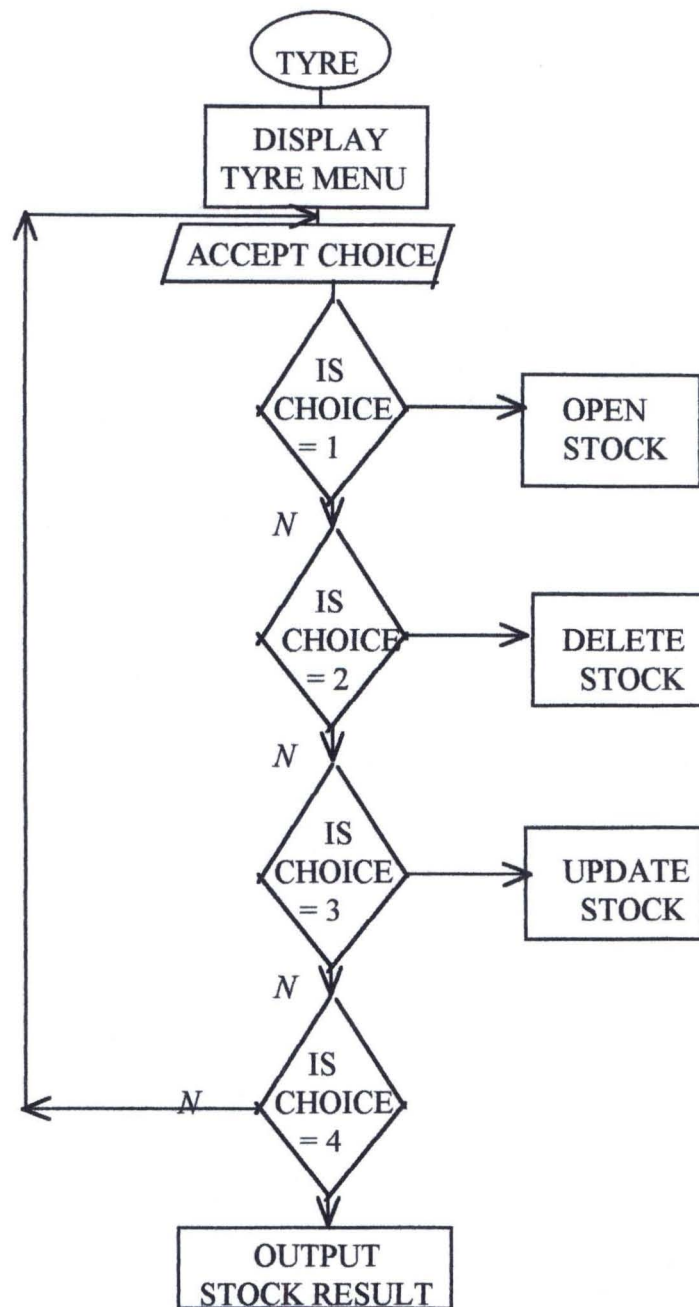 TYRE
DISPLAY
TYRE MENU
ACCEPT CHOICE
IS
CHOICE
= 1
OPEN
STOCK
N
IS
CHOICE
= 2
DELETE
STOCK
N
IS
CHOICE
= 3
UPDATE
STOCK
N
IS
CHOICE
= 4
N
OUTPUT
STOCK RESULT